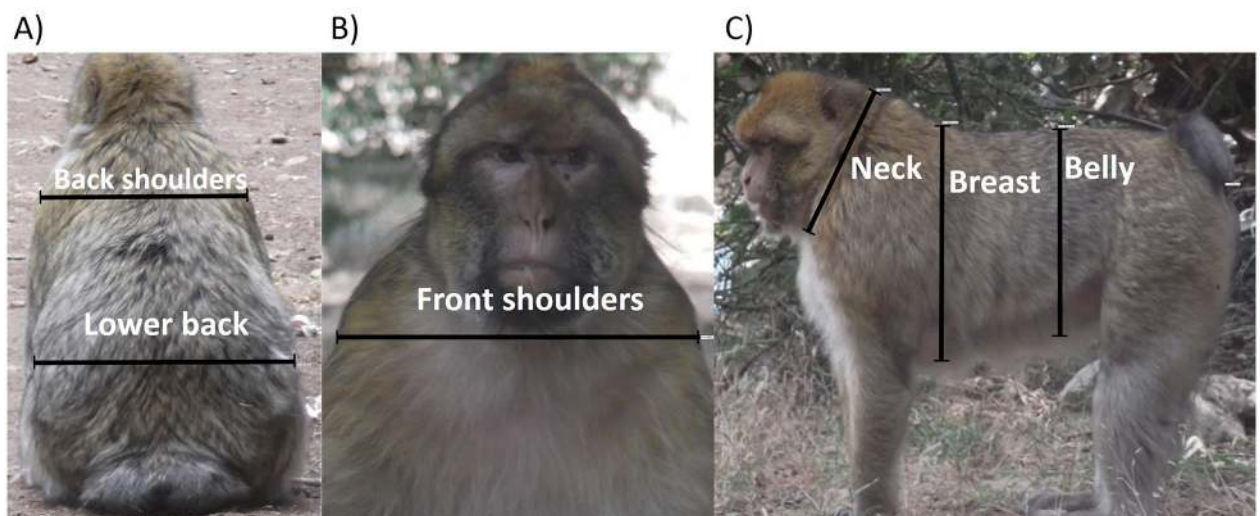 A)
B)
C)
Back shoulders
Lower back
Front shoulders
Neck
Breast
Belly